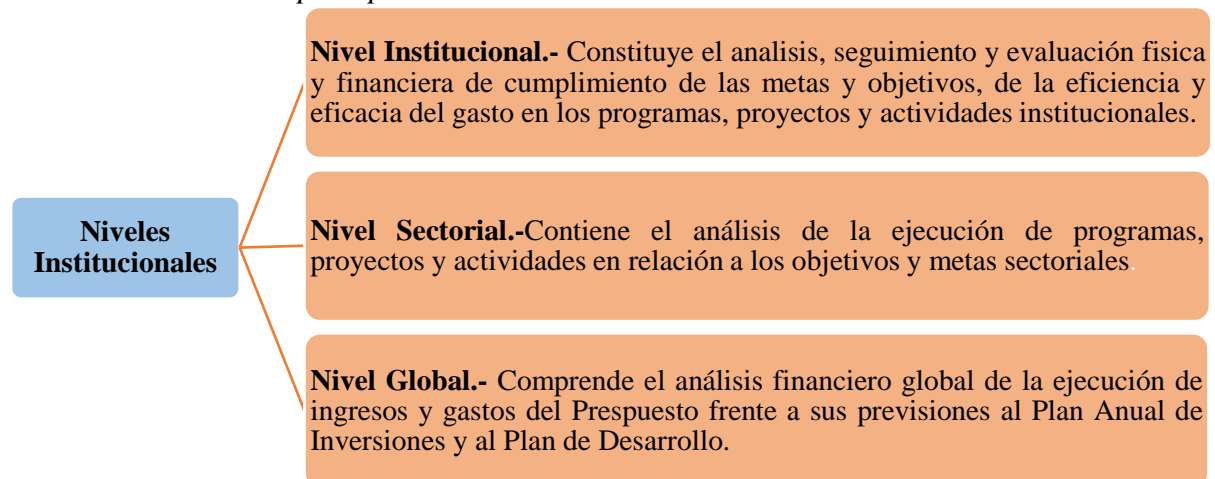 Nivel Institucional.- Constituye el analisis, seguimiento y evaluación fisica
y financiera de cumplimiento de las metas y objetivos, de la eficiencia y
eficacia del gasto en los programas, proyectos y actividades institucionales.
Niveles
Institucionales
Nivel Sectorial.-Contiene el análisis de la ejecución de programas,
proyectos y actividades en relación a los objetivos y metas sectoriales.
Nivel Global.- Comprende el análisis financiero global de la ejecución de
ingresos y gastos del Prespuesto frente a sus previsiones al Plan Anual de
Inversiones y al Plan de Desarrollo.